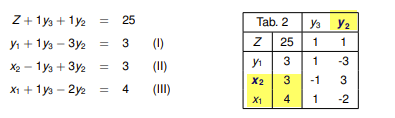 Z + 1y₃ + 1y₂ = 25
y₁ + 1y₃ − 3y₂ = 3 (I)
x₂ − 1y₃ + 3y₂ = 3 (II)
x₁ + 1y₃ − 2y₂ = 4 (III)
Tab. 2 y₃ y₂
Z 25 1 1
y₁ 3 1 -3
x₂ 3 -1 3
x₁ 4 1 -2